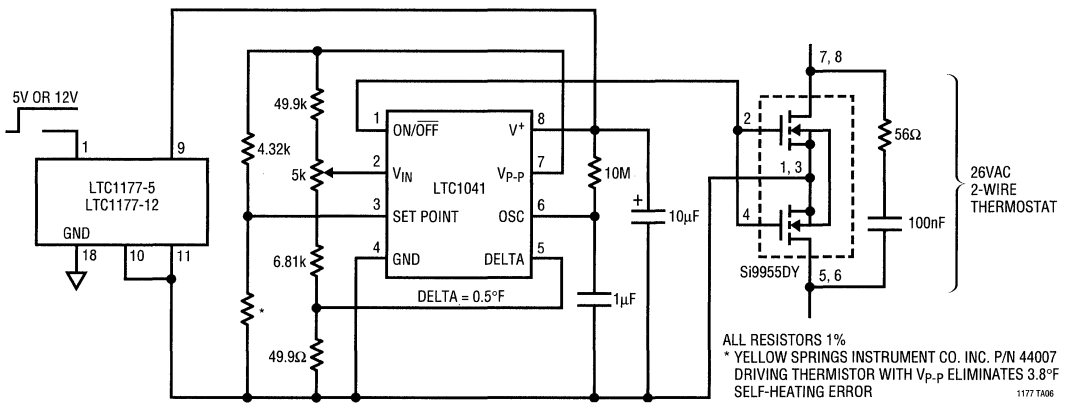 5V OR 12V
1
9
LTC1177-5
LTC1177-12
GND
18
10
11
4.32k
*
49.9k
5k
6.81k
49.9Ω
1
ON/OFF
2
VIN
3
SET POINT
4
GND
LTC1041
V+
8
VP-P
7
OSC
6
DELTA
5
DELTA = 0.5°F
10M
1µF
+
10µF
7, 8
2
1, 3
4
Si9955DY
5, 6
56Ω
100nF
26VAC
2-WIRE
THERMOSTAT
ALL RESISTORS 1%
* YELLOW SPRINGS INSTRUMENT CO. INC. P/N 44007
DRIVING THERMISTOR WITH VP-P ELIMINATES 3.8°F
SELF-HEATING ERROR
1177 TA06